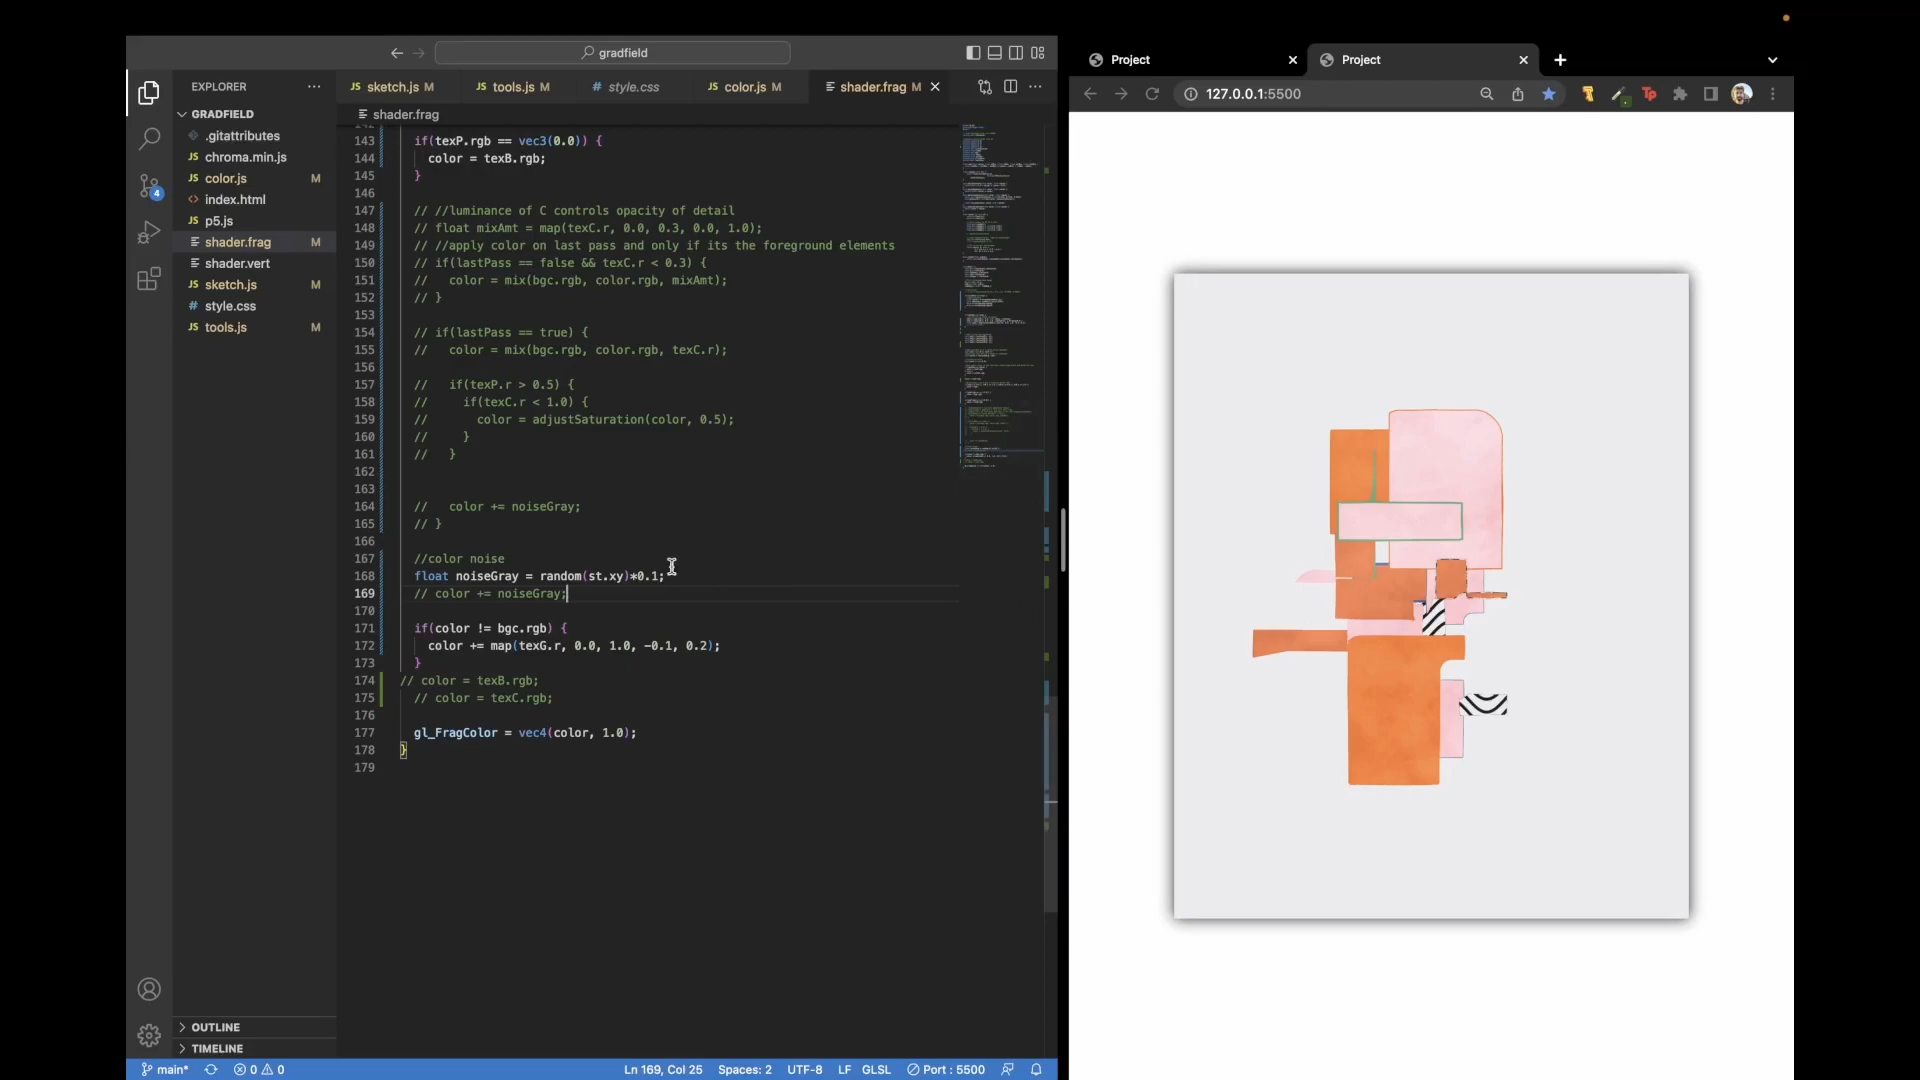 gradfield
EXPLORER
GRADFIELD
.gitattributes
JS chroma.min.js
JS color.js M
<> index.html
JS p5.js
shader.frag M
shader.vert
JS sketch.js M
# style.css
JS tools.js M
4
OUTLINE
TIMELINE
JS sketch.js M
JS tools.js M
# style.css
JS color.js M
shader.frag M
shader.frag
143 if(texP.rgb == vec3(0.0)) {
144 color = texB.rgb;
145 }
146
147 // //luminance of C controls opacity of detail
148 // float mixAmt = map(texC.r, 0.0, 0.3, 0.0, 1.0);
149 // //apply color on last pass and only if its the foreground elements
150 // if(lastPass == false && texC.r < 0.3) {
151 //   color = mix(bgc.rgb, color.rgb, mixAmt);
152 // }
153
154 // if(lastPass == true) {
155 //   color = mix(bgc.rgb, color.rgb, texC.r);
156
157 //   if(texP.r > 0.5) {
158 //     if(texC.r < 1.0) {
159 //       color = adjustSaturation(color, 0.5);
160 //     }
161 //   }
162
163
164 //   color += noiseGray;
165 // }
166
167 //color noise
168 float noiseGray = random(st.xy)*0.1;
169 // color += noiseGray;
170
171 if(color != bgc.rgb) {
172 color += map(texG.r, 0.0, 1.0, -0.1, 0.2);
173 }
174 // color = texB.rgb;
175 // color = texC.rgb;
176
177 gl_FragColor = vec4(color, 1.0);
178 }
179
main* 0 0 Ln 169, Col 25 Spaces: 2 UTF-8 LF GLSL Port : 5500
Project
Project
127.0.0.1:5500
Tp